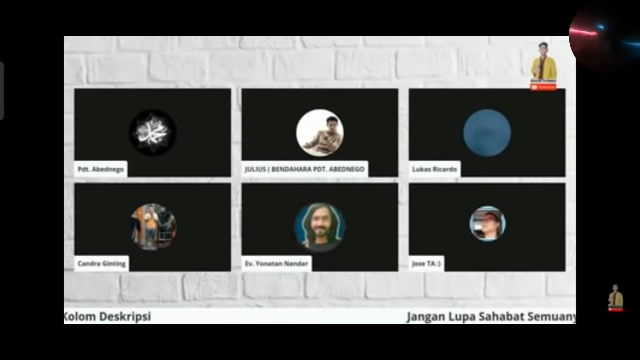 Pdt. Abednego
JULIUS ( BENDAHARA PDT. ABEDNEGO
Lukas Ricardo
Candra Ginting
Ev. Yonatan Nandar
Jose TA :)
Kolom Deskripsi
Jangan Lupa Sahabat Semuany